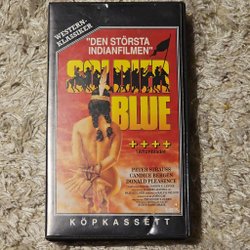 WESTERN-
KLASSIKER
"DEN STÖRSTA
INDIANFILMEN"
SOLDIER
BLUE
++++
PETER STRAUSS
CANDICE BERGEN
DONALD PLEASENCE
KÖPKASSETT